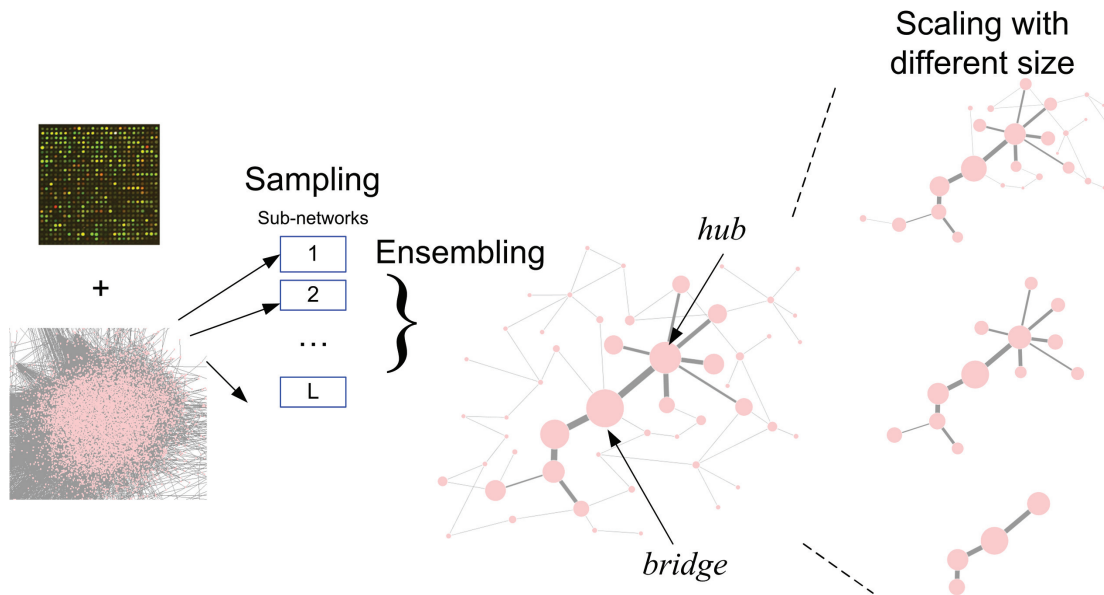 Scaling with
different size
Sampling
Sub-networks
1
2
...
L
+
Ensembling
}
hub
bridge